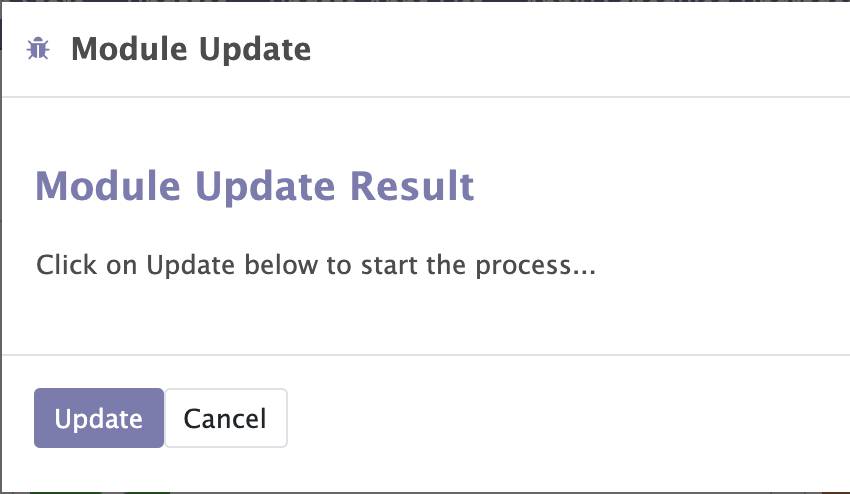 Module Update
Module Update Result
Click on Update below to start the process...
Update
Cancel